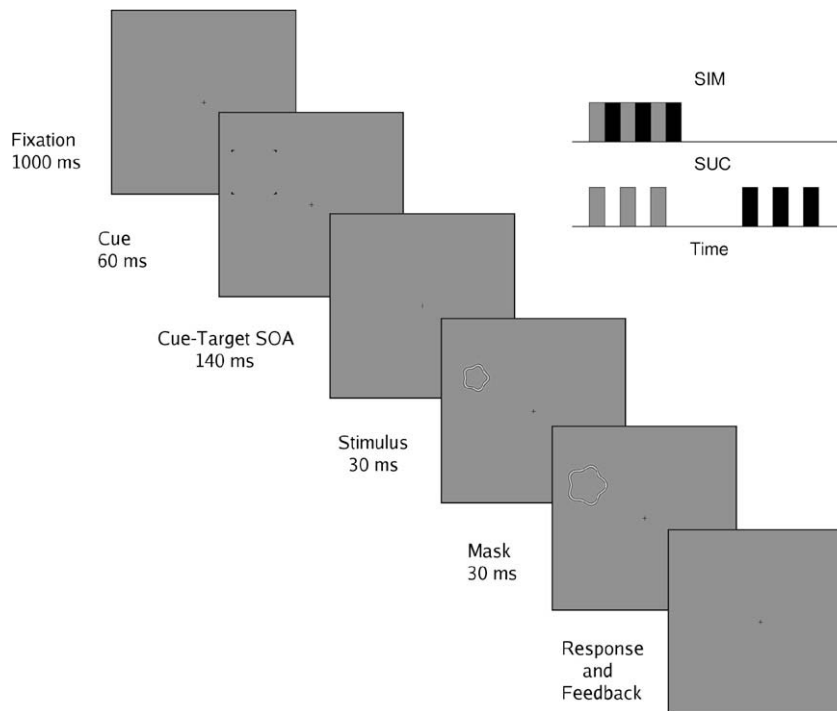 Fixation
1000 ms
Cue
60 ms
Cue-Target SOA
140 ms
Stimulus
30 ms
Mask
30 ms
Response
and
Feedback
SIM
SUC
Time